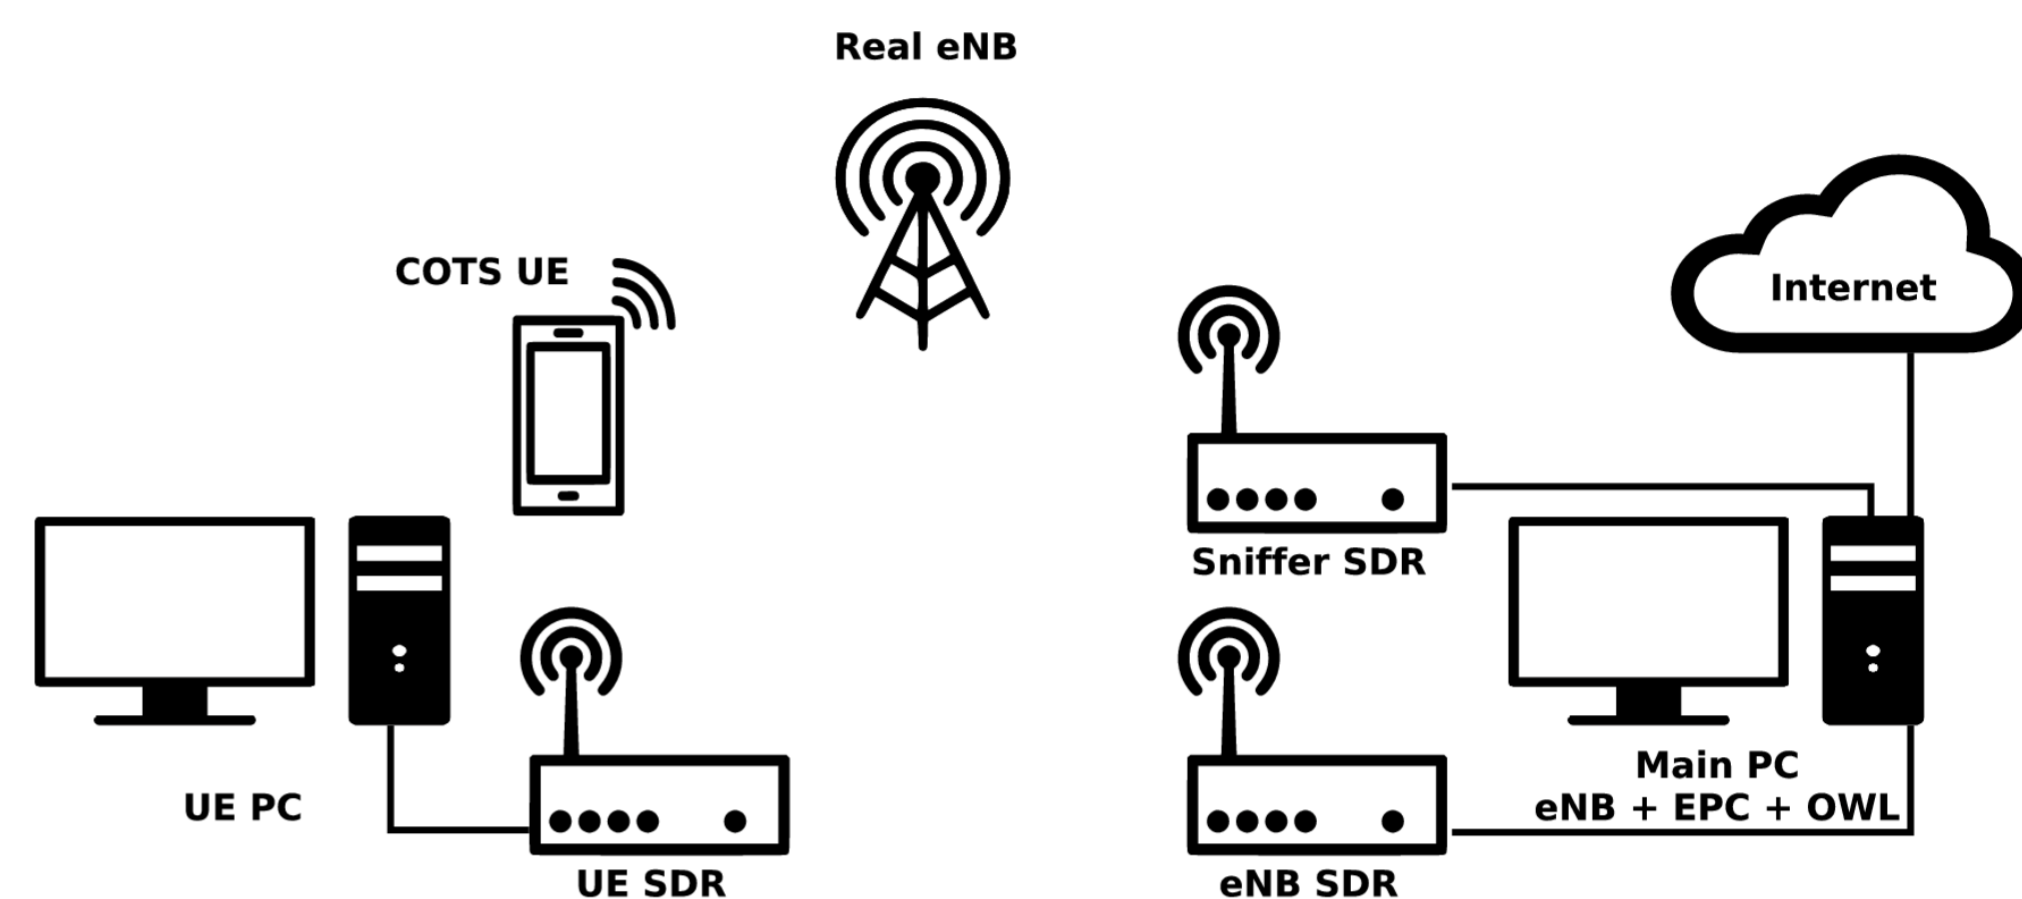 Real eNB
COTS UE
Internet
Sniffer SDR
Main PC
eNB + EPC + OWL
UE PC
UE SDR
eNB SDR